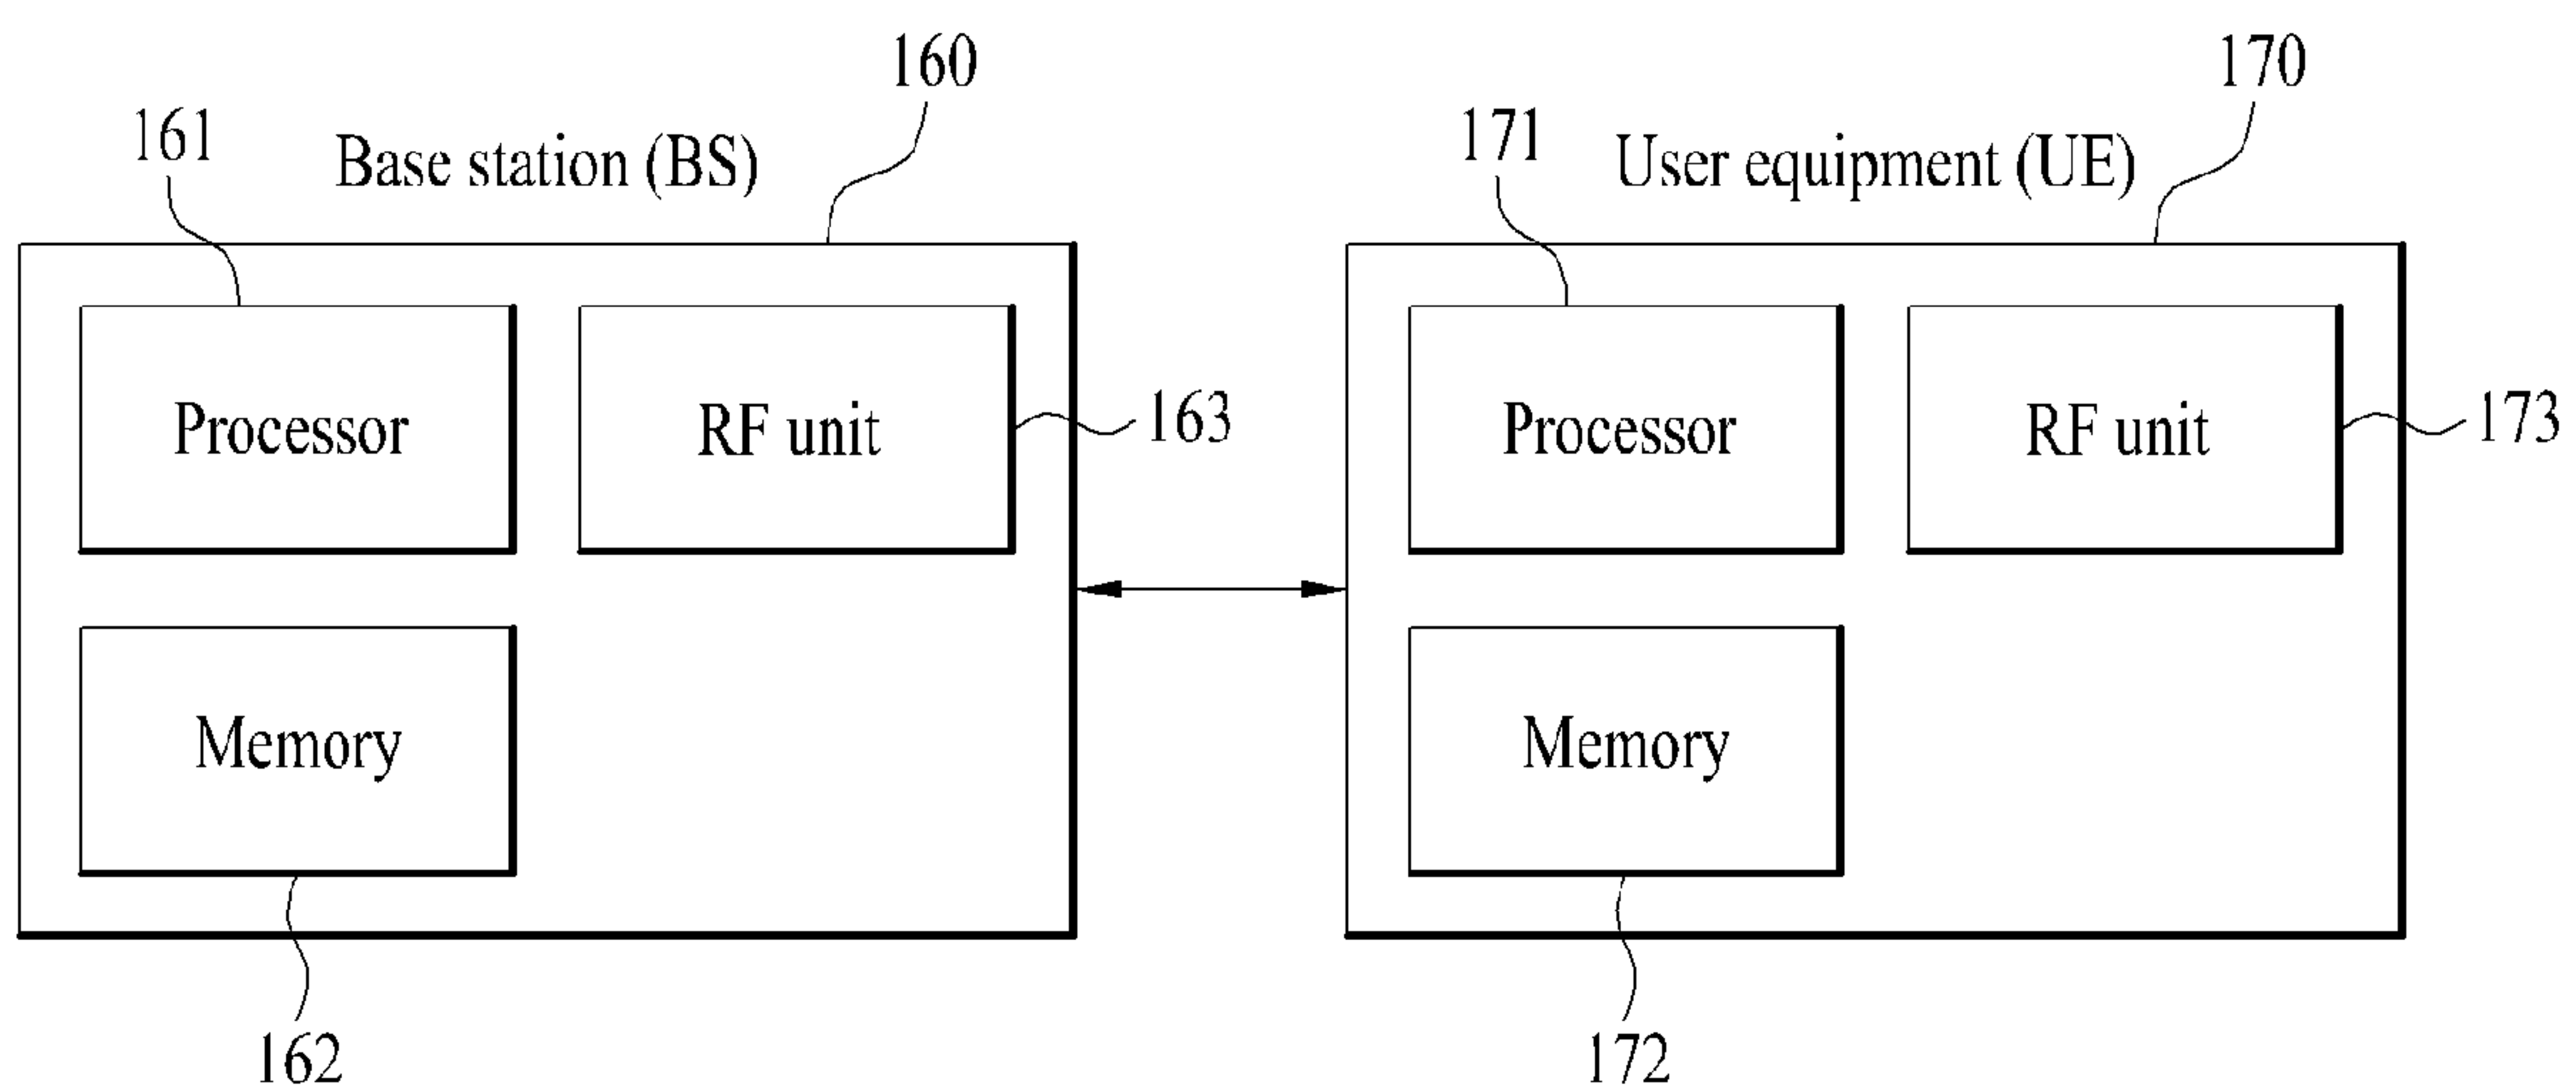 160
170
161
Base station (BS)
171
User equipment (UE)
Processor
RF unit
163
Processor
RF unit
173
Memory
Memory
162
172